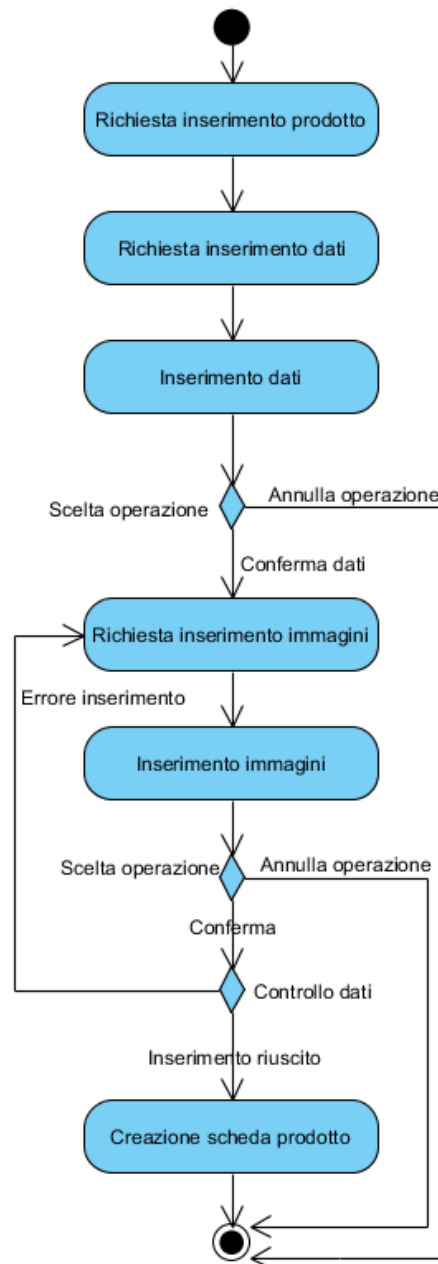 Richiesta inserimento prodotto
Richiesta inserimento dati
Inserimento dati
Scelta operazione
Annulla operazione
Conferma dati
Richiesta inserimento immagini
Errore inserimento
Inserimento immagini
Scelta operazione
Annulla operazione
Conferma
Controllo dati
Inserimento riuscito
Creazione scheda prodotto